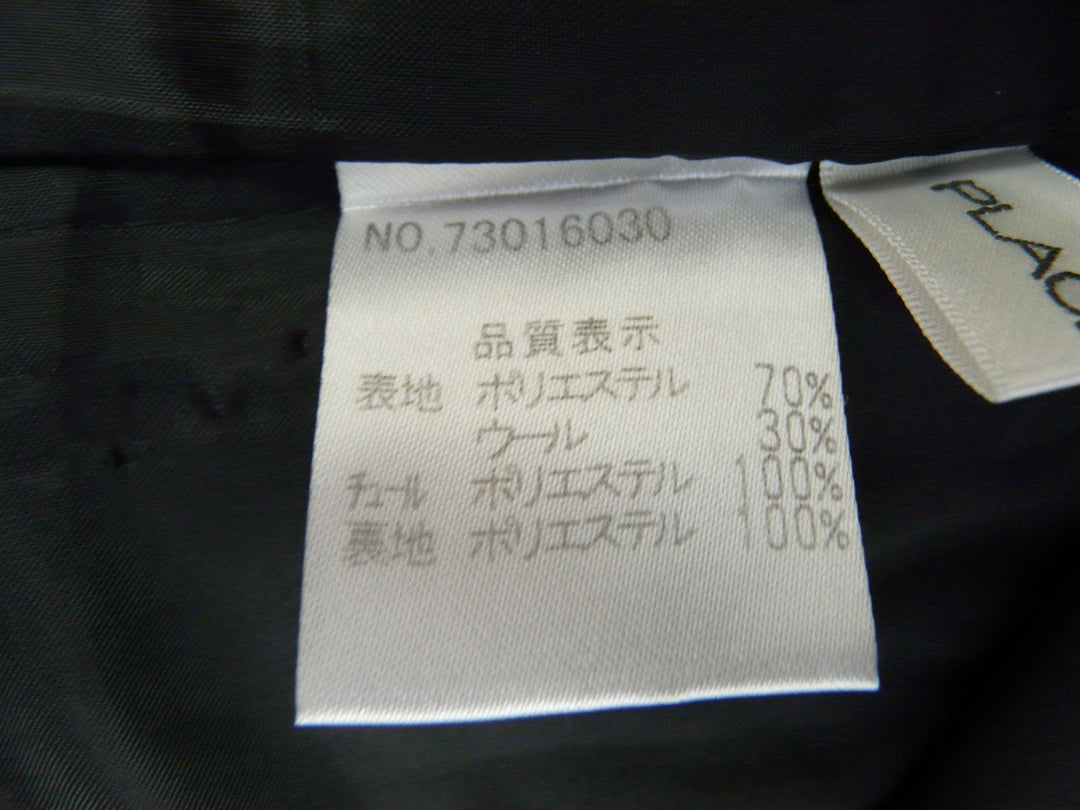 NO.73016030
品質表示
表地 ポリエステル 70%
ウール 30%
チュール ポリエステル 100%
裏地 ポリエステル 100%
PLAC